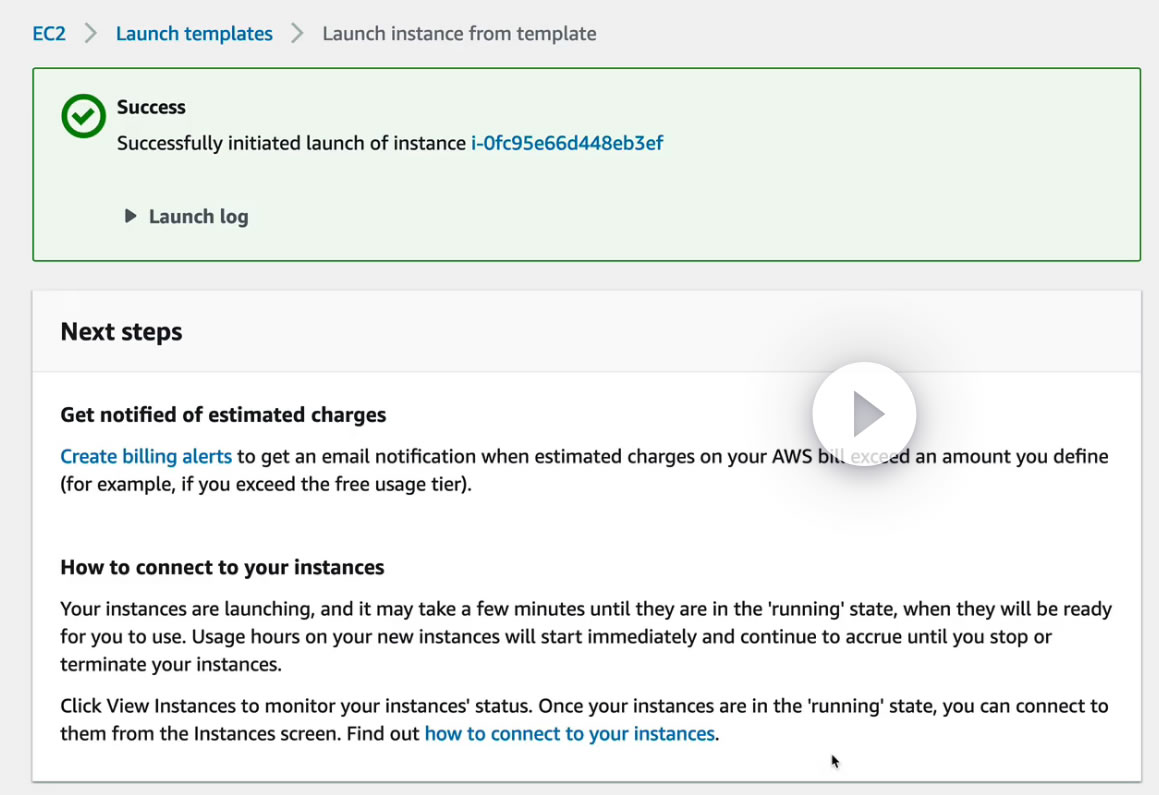 EC2 > Launch templates > Launch instance from template
Success
Successfully initiated launch of instance i-0fc95e66d448eb3ef
Launch log
Next steps
Get notified of estimated charges
Create billing alerts to get an email notification when estimated charges on your AWS bill exceed an amount you define
(for example, if you exceed the free usage tier).
How to connect to your instances
Your instances are launching, and it may take a few minutes until they are in the 'running' state, when they will be ready
for you to use. Usage hours on your new instances will start immediately and continue to accrue until you stop or
terminate your instances.
Click View Instances to monitor your instances' status. Once your instances are in the 'running' state, you can connect to
them from the Instances screen. Find out how to connect to your instances.